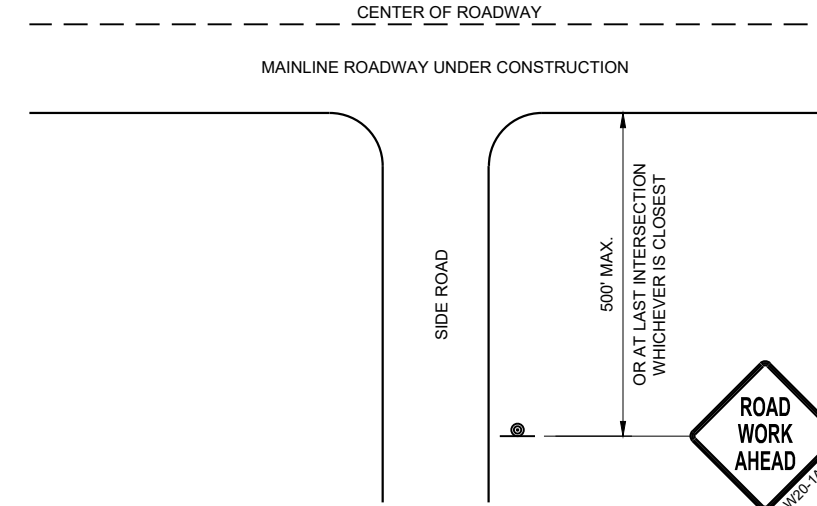 CENTER OF ROADWAY
MAINLINE ROADWAY UNDER CONSTRUCTION
SIDE ROAD
500' MAX.
OR AT LAST INTERSECTION
WHICHEVER IS CLOSEST
ROAD
WORK
AHEAD